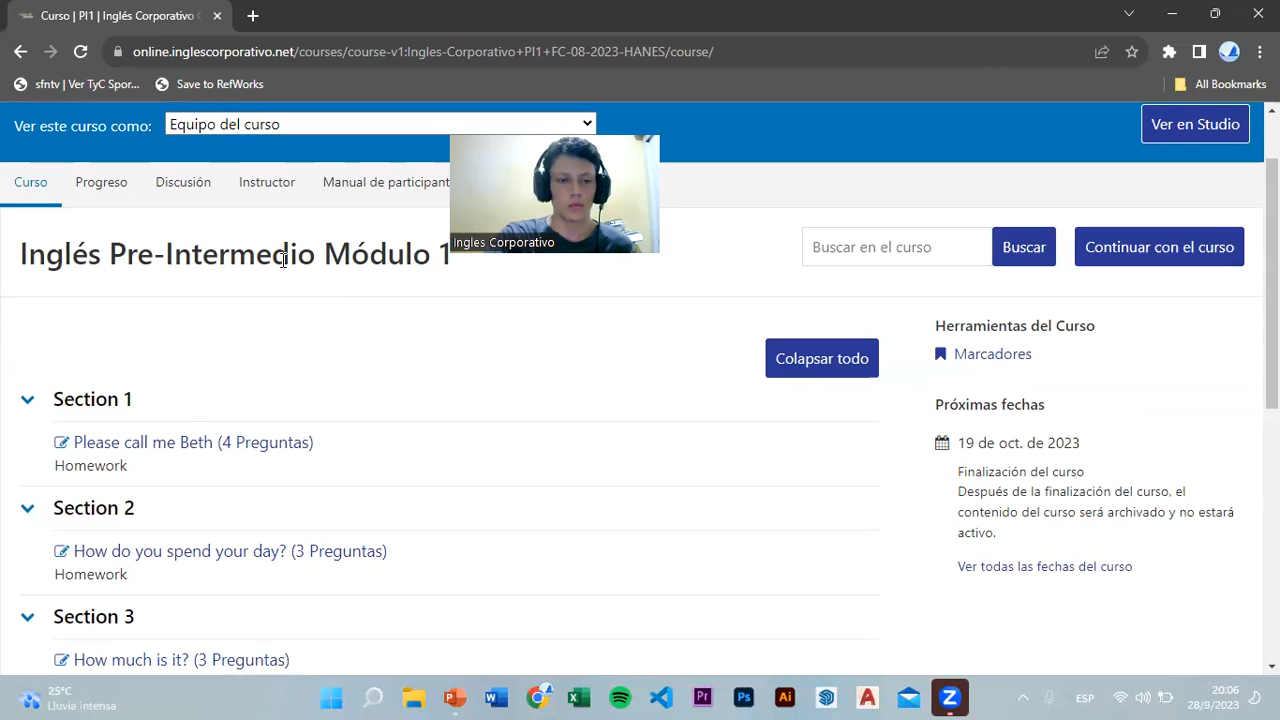 Curso | PI1 | Inglés Corporativo
online.inglescorporativo.net/courses/course-v1:Ingles-Corporativo+PI1+FC-08-2023-HANES/course/
sfntv | Ver TyC Spor...
Save to RefWorks
All Bookmarks
Ver este curso como:
Equipo del curso
Ver en Studio
Curso
Progreso
Discusión
Instructor
Manual de participant
Ingles Corporativo
Inglés Pre-Intermedio Módulo 1
Buscar en el curso
Buscar
Continuar con el curso
Colapsar todo
Section 1
Please call me Beth (4 Preguntas)
Homework
Section 2
How do you spend your day? (3 Preguntas)
Homework
Section 3
How much is it? (3 Preguntas)
Herramientas del Curso
Marcadores
Próximas fechas
19 de oct. de 2023
Finalización del curso
Después de la finalización del curso, el
contenido del curso será archivado y no estará
activo.
Ver todas las fechas del curso
25°C
Lluvia intensa
ESP
20:06
28/9/2023